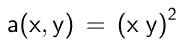 a(x,y) = (x y)²